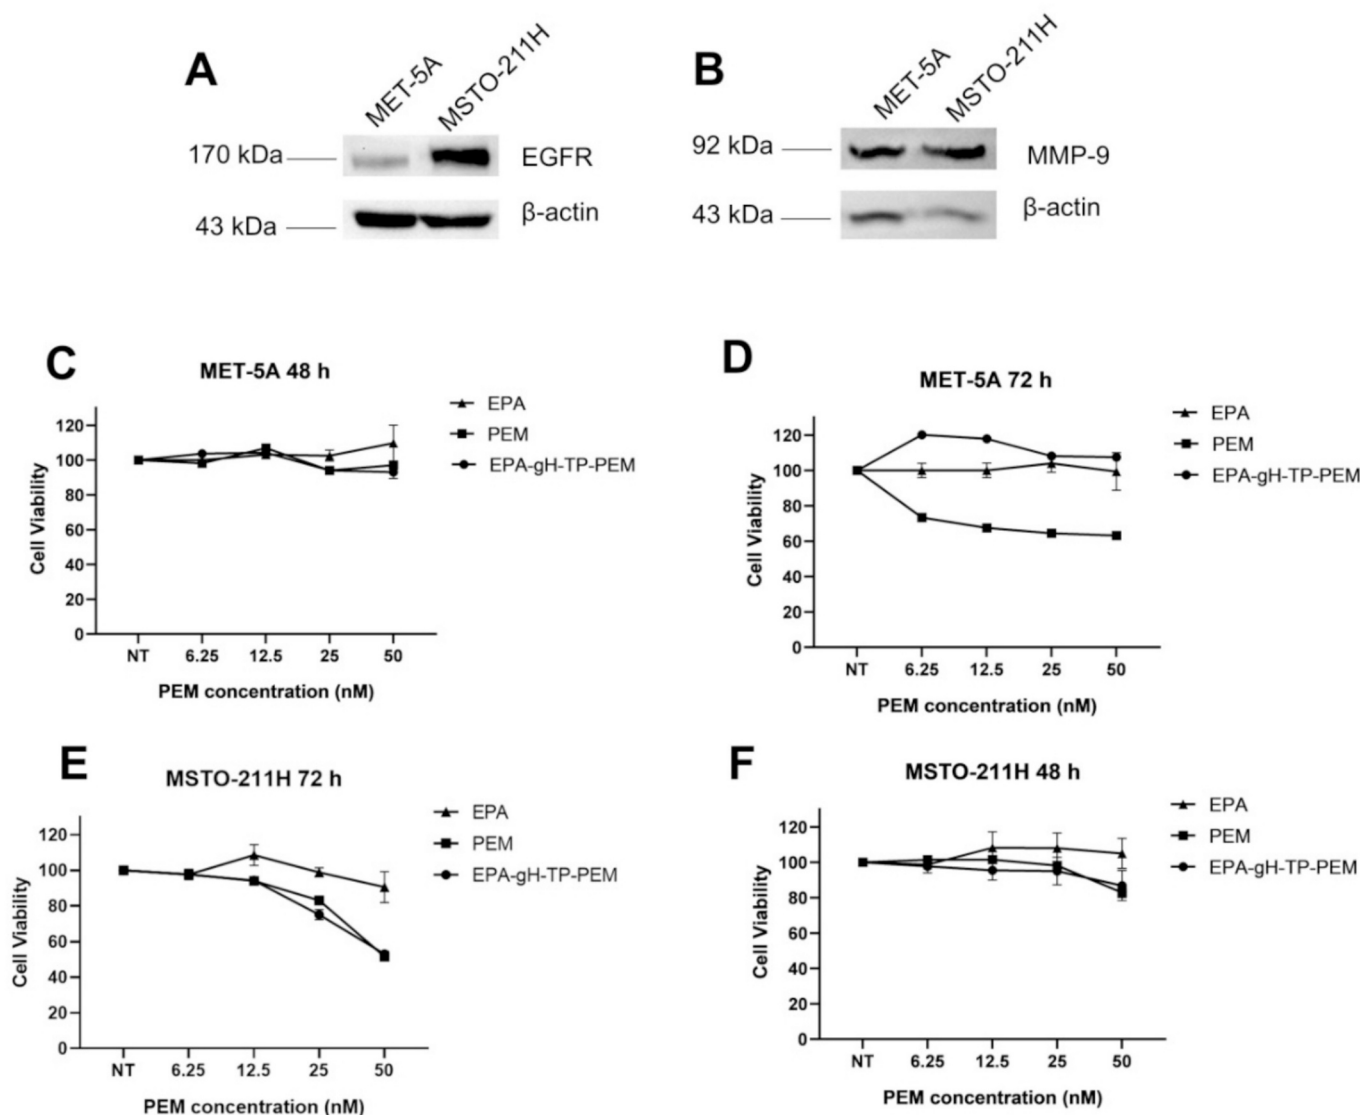 A
MET-5A
MSTO-211H
170 kDa
EGFR
43 kDa
β-actin
B
MET-5A
MSTO-211H
92 kDa
MMP-9
43 kDa
β-actin
C
MET-5A 48 h
EPA
PEM
EPA-gH-TP-PEM
Cell Viability
120
100
80
60
40
20
0
NT 6.25 12.5 25 50
PEM concentration (nM)
D
MET-5A 72 h
EPA
PEM
EPA-gH-TP-PEM
Cell Viability
120
100
80
60
40
20
0
NT 6.25 12.5 25 50
PEM concentration (nM)
E
MSTO-211H 72 h
EPA
PEM
EPA-gH-TP-PEM
Cell Viability
120
100
80
60
40
20
0
NT 6.25 12.5 25 50
PEM concentration (nM)
F
MSTO-211H 48 h
EPA
PEM
EPA-gH-TP-PEM
Cell Viability
120
100
80
60
40
20
0
NT 6.25 12.5 25 50
PEM concentration (nM)